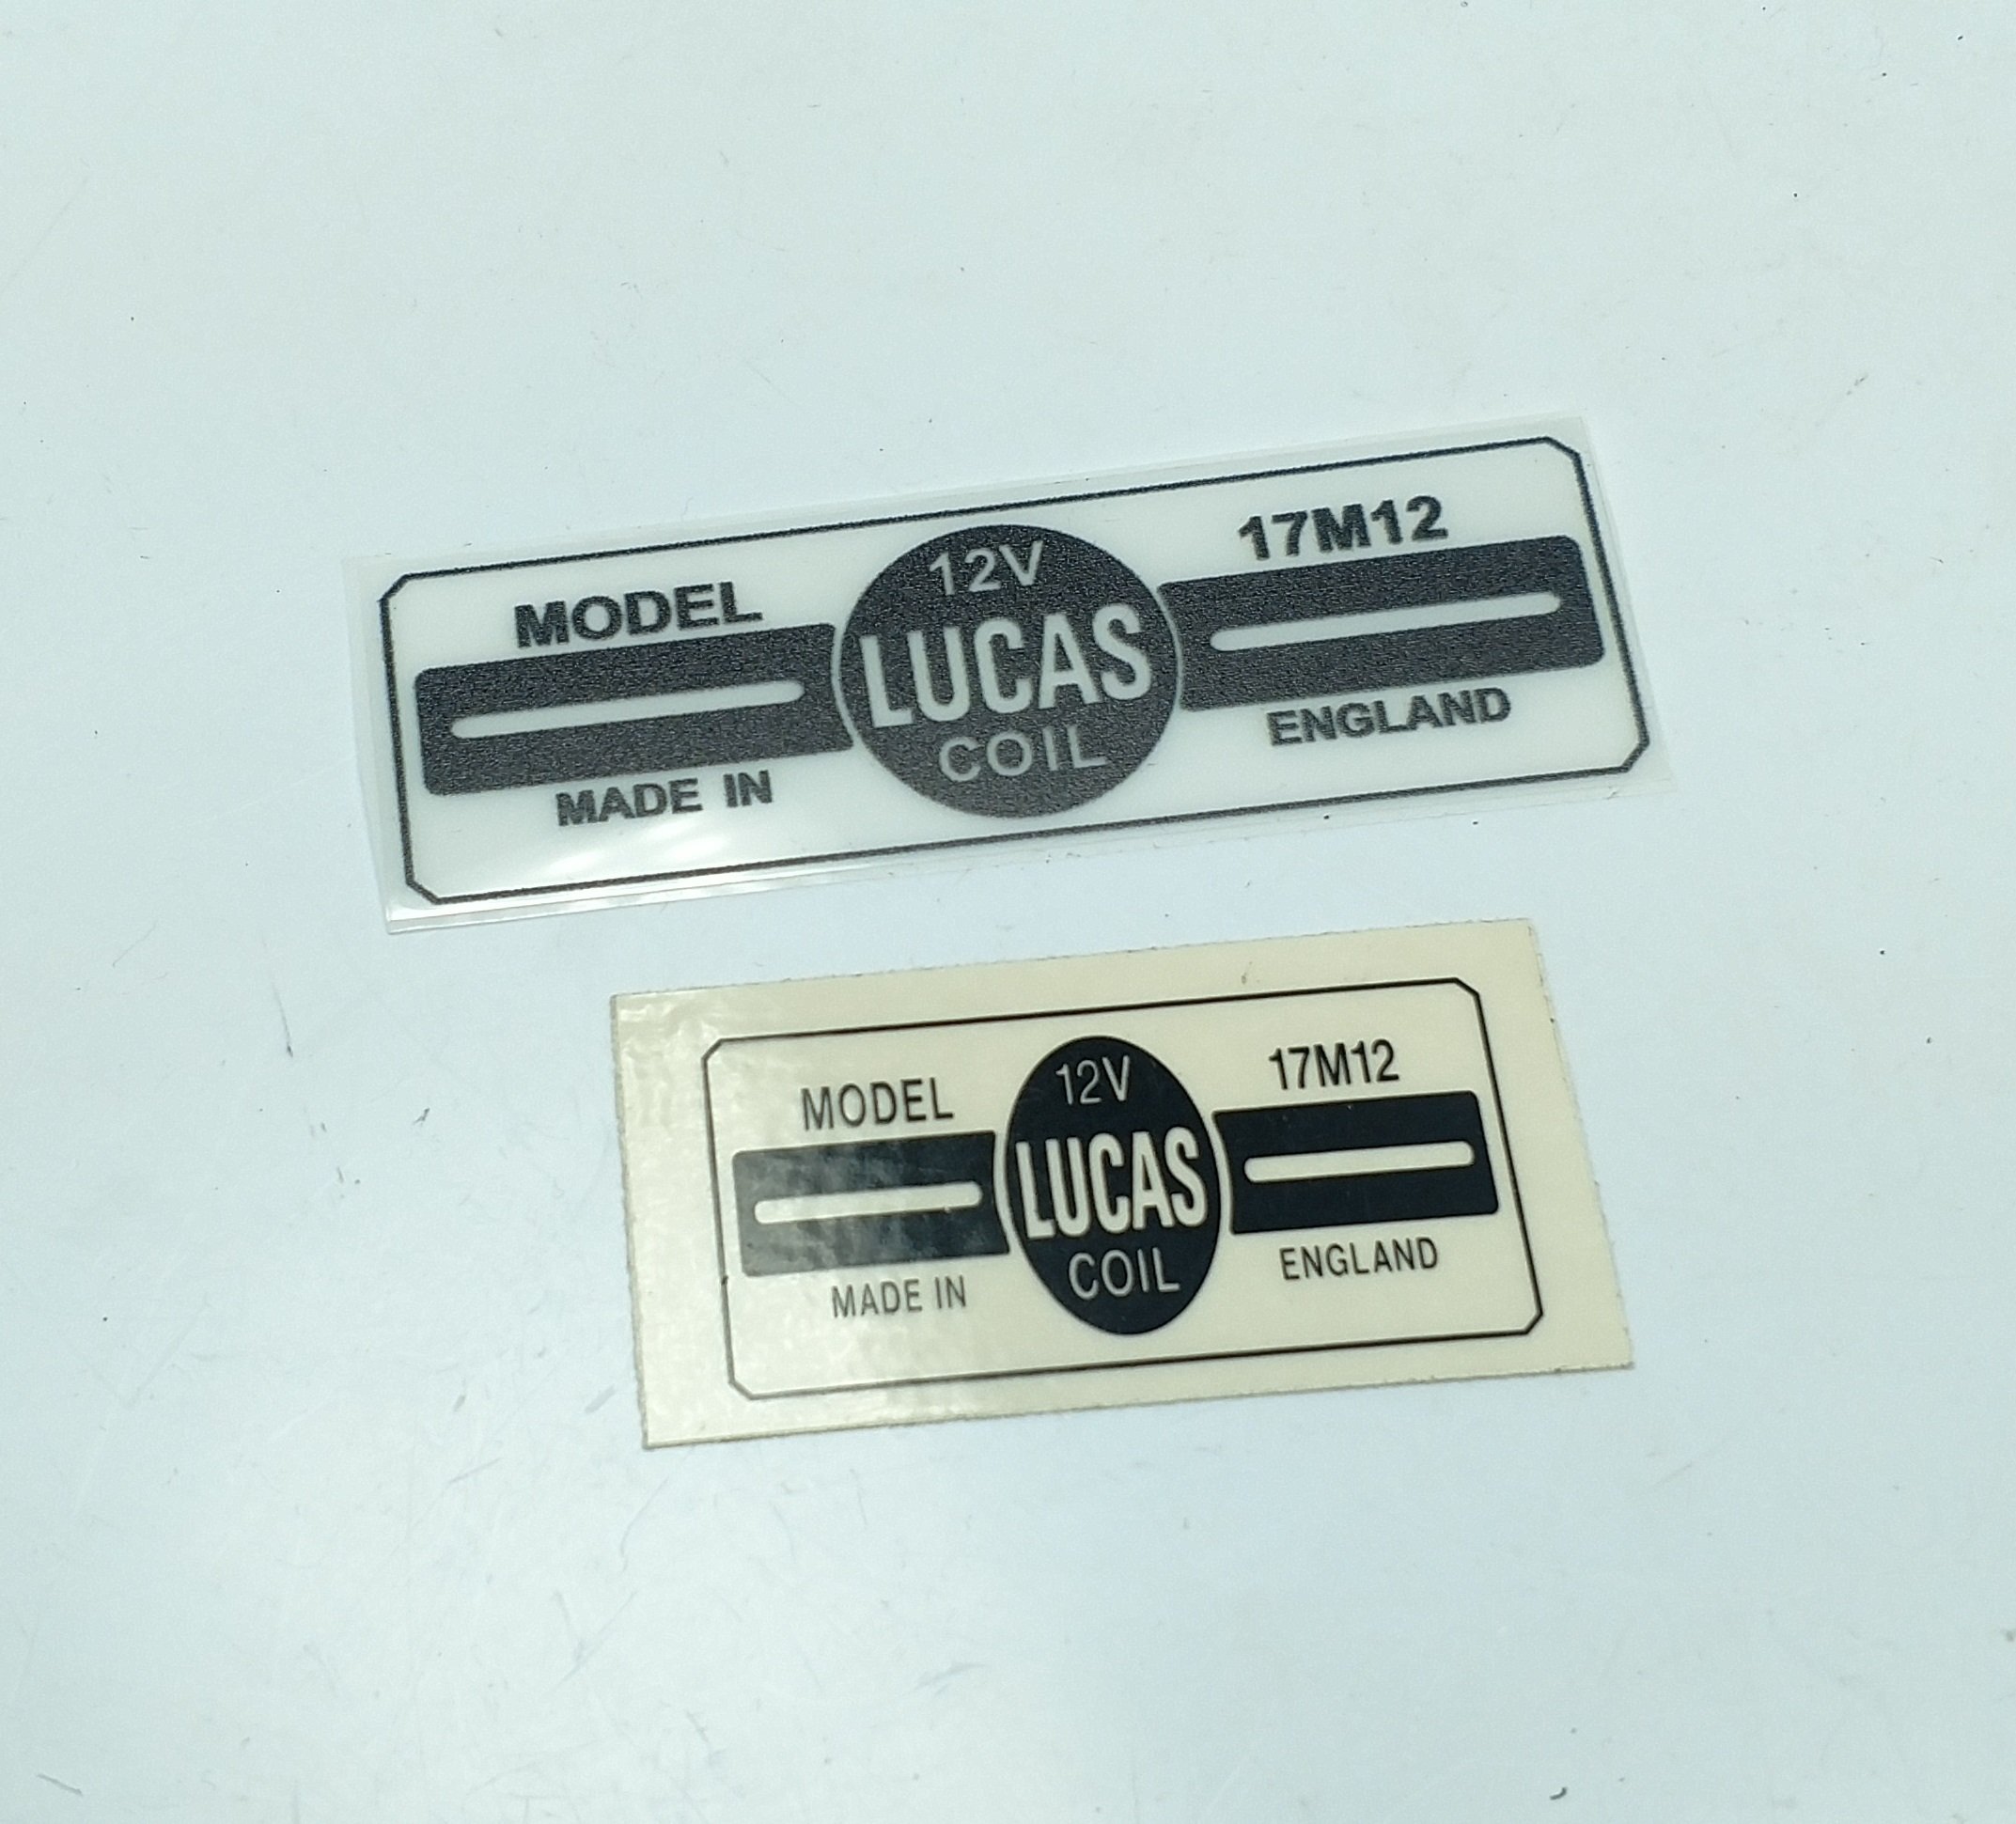 MODEL 12V 17M12
LUCAS
COIL
MADE IN ENGLAND
MODEL 12V 17M12
LUCAS
COIL
MADE IN ENGLAND